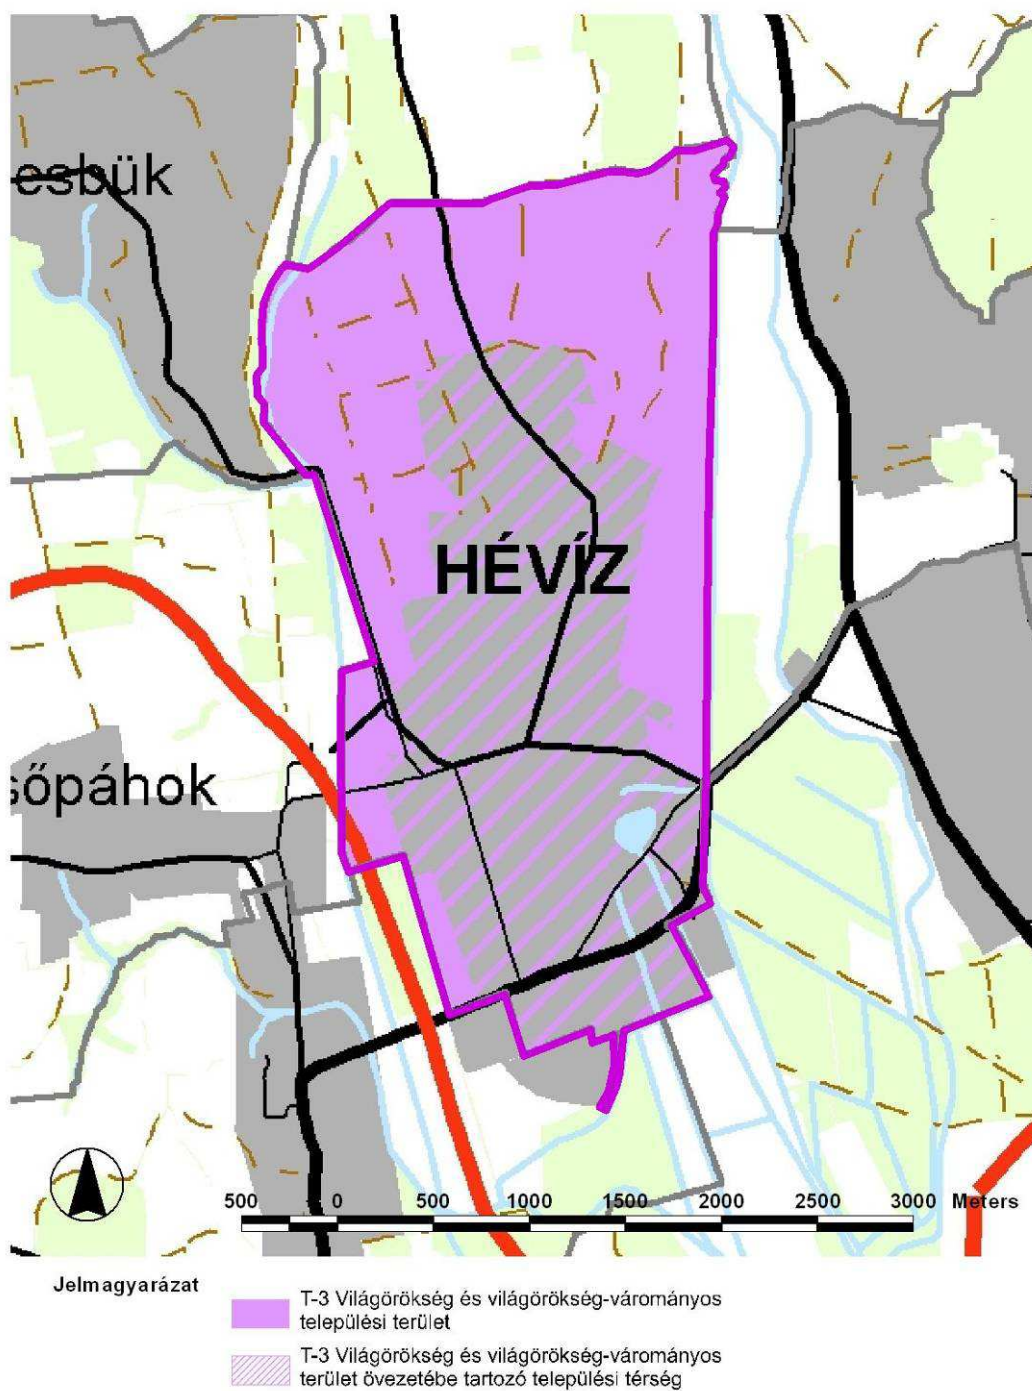 esbük
HÉVÍZ
sőpáhok
500 0 500 1000 1500 2000 2500 3000 Meters
Jelmagyarázat
T-3 Világörökség és világörökség-várományos
települési terület
T-3 Világörökség és világörökség-várományos
terület övezetébe tartozó települési térség